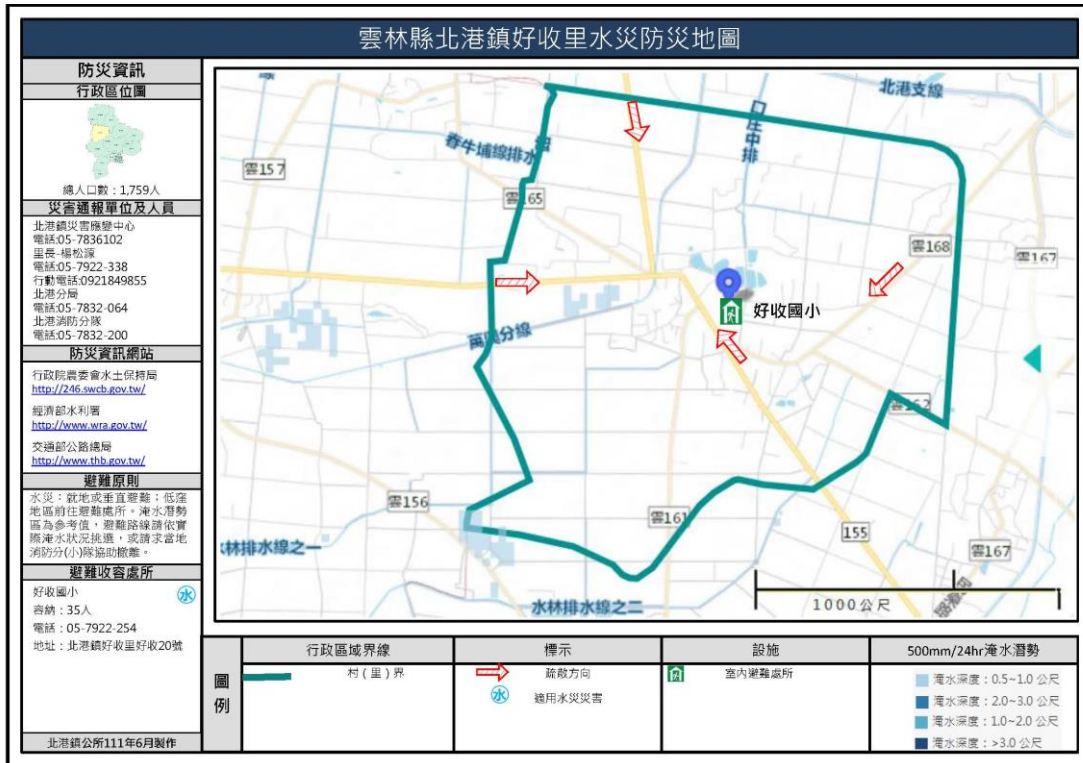 雲林縣北港鎮好收里水災防災地圖
防災資訊
行政區位圖
總人口數：1,759人
災害通報單位及人員
北港鎮災害應變中心
電話:05-7836102
里長-楊松源
電話:05-7922-338
行動電話:0921849855
北港分局
電話:05-7832-064
北港消防分隊
電話:05-7832-200
防災資訊網站
行政院農委會水土保持局
http://246.swcb.gov.tw/
經濟部水利署
http://www.wra.gov.tw/
交通部公路總局
http://www.thb.gov.tw/
避難原則
水災：就地或垂直避難；低窪
地區前往避難處所。淹水潛勢
區為參考值，避難路線請依實
際淹水狀況挑選，或請求當地
消防分(小)隊協助撤離。
避難收容處所
好收國小
水
容納：35人
電話：05-7922-254
地址：北港鎮好收里好收20號
北港鎮公所111年6月製作
北港支線
口庄中排
春牛埔線排水
雲157
雲165
雲168
雲167
好收國小
萬興分線
雲162
雲156
雲161
155
雲167
水林排水線之一
水林排水線之二
1000公尺
圖例
行政區域界線
標示
設施
500mm/24hr淹水潛勢
村(里)界
疏散方向
室內避難處所
水
適用水災災害
淹水深度：0.5~1.0 公尺
淹水深度：2.0~3.0 公尺
淹水深度：1.0~2.0 公尺
淹水深度：>3.0 公尺